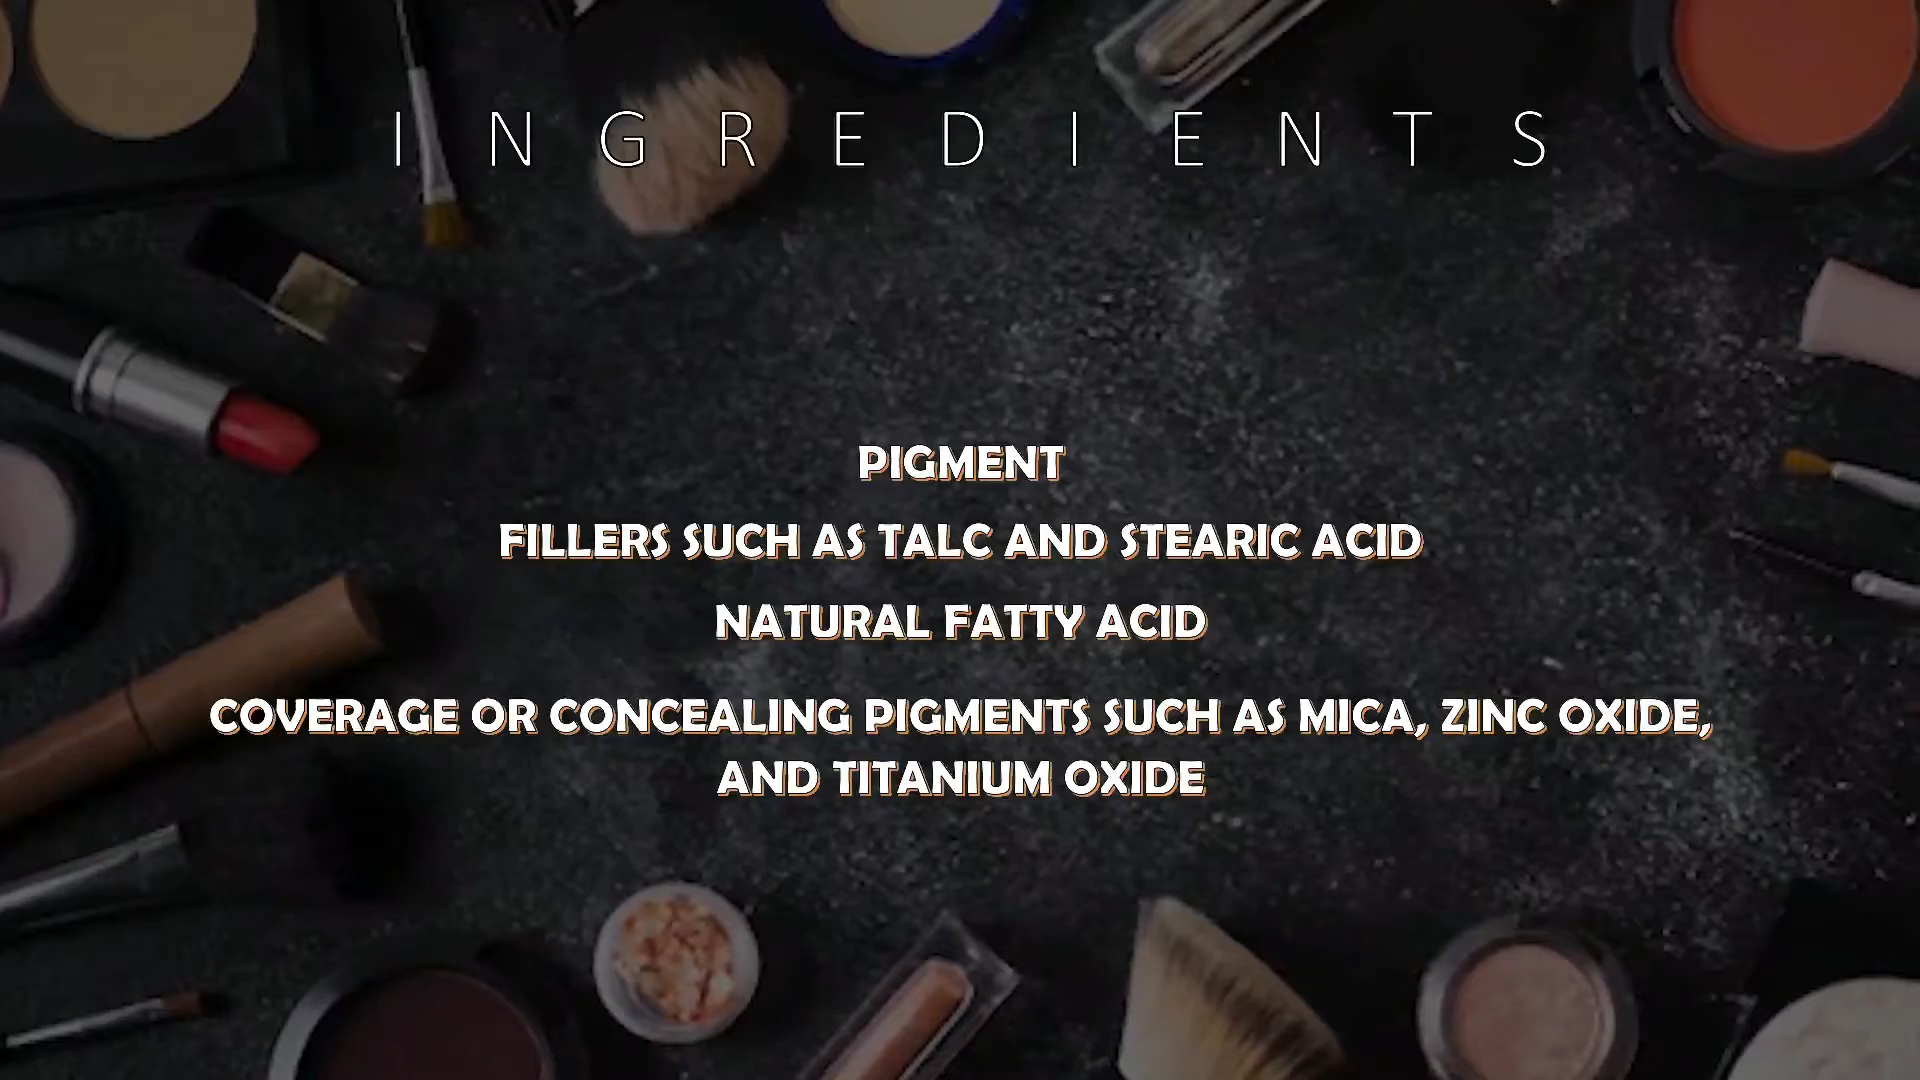 INGREDIENTS
PIGMENT
FILLERS SUCH AS TALC AND STEARIC ACID
NATURAL FATTY ACID
COVERAGE OR CONCEALING PIGMENTS SUCH AS MICA, ZINC OXIDE,
AND TITANIUM OXIDE